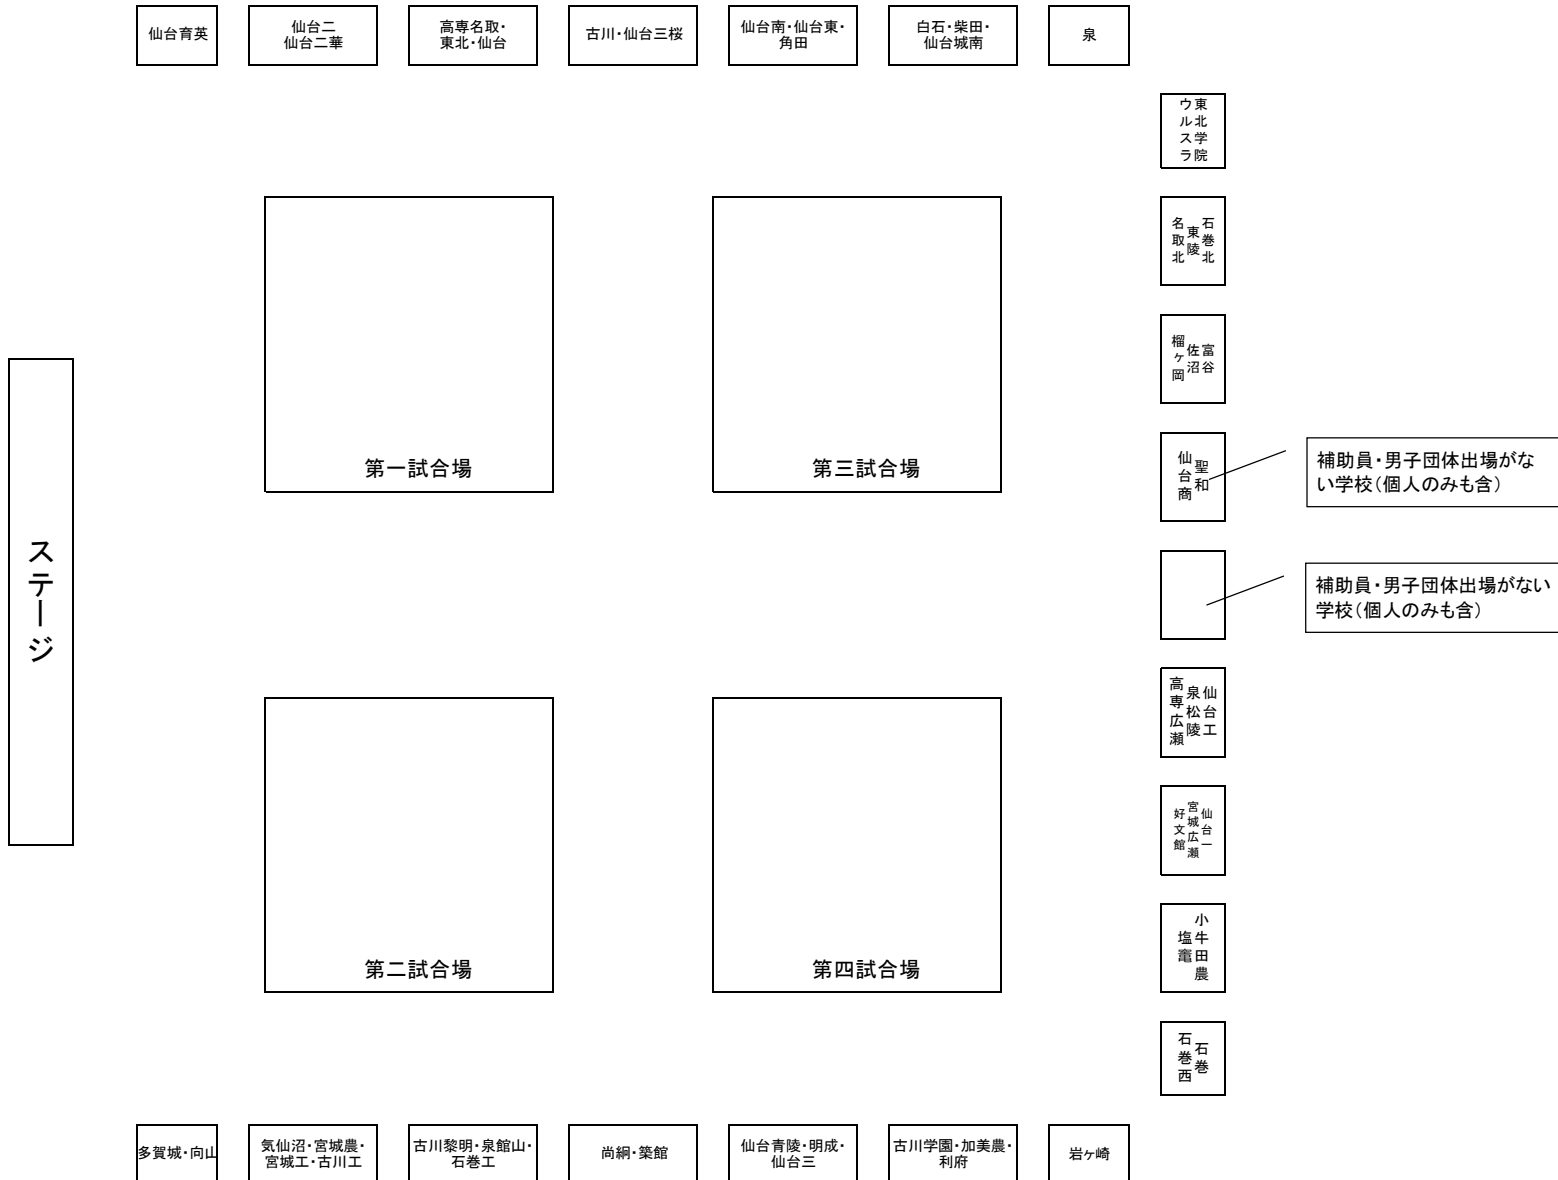 仙台育英
仙台二
仙台二華
高専名取・
東北・仙台
古川・仙台三桜
仙台南・仙台東・
角田
白石・柴田・
仙台城南
泉
東北学院
ウルスラ
石巻北
東陵
名取北
富谷
佐沼
榴ヶ岡
第一試合場
第三試合場
聖和
仙台商
補助員・男子団体出場がな
い学校（個人のみも含）
ステージ
補助員・男子団体出場がない
学校（個人のみも含）
仙台工
泉松陵
高専広瀬
仙台一
宮城広瀬
好文館
第二試合場
第四試合場
小牛田農
塩竈
石巻
石巻西
多賀城・向山
気仙沼・宮城農・
宮城工・古川工
古川黎明・泉館山・
石巻工
尚絅・築館
仙台青陵・明成・
仙台三
古川学園・加美農・
利府
岩ヶ崎